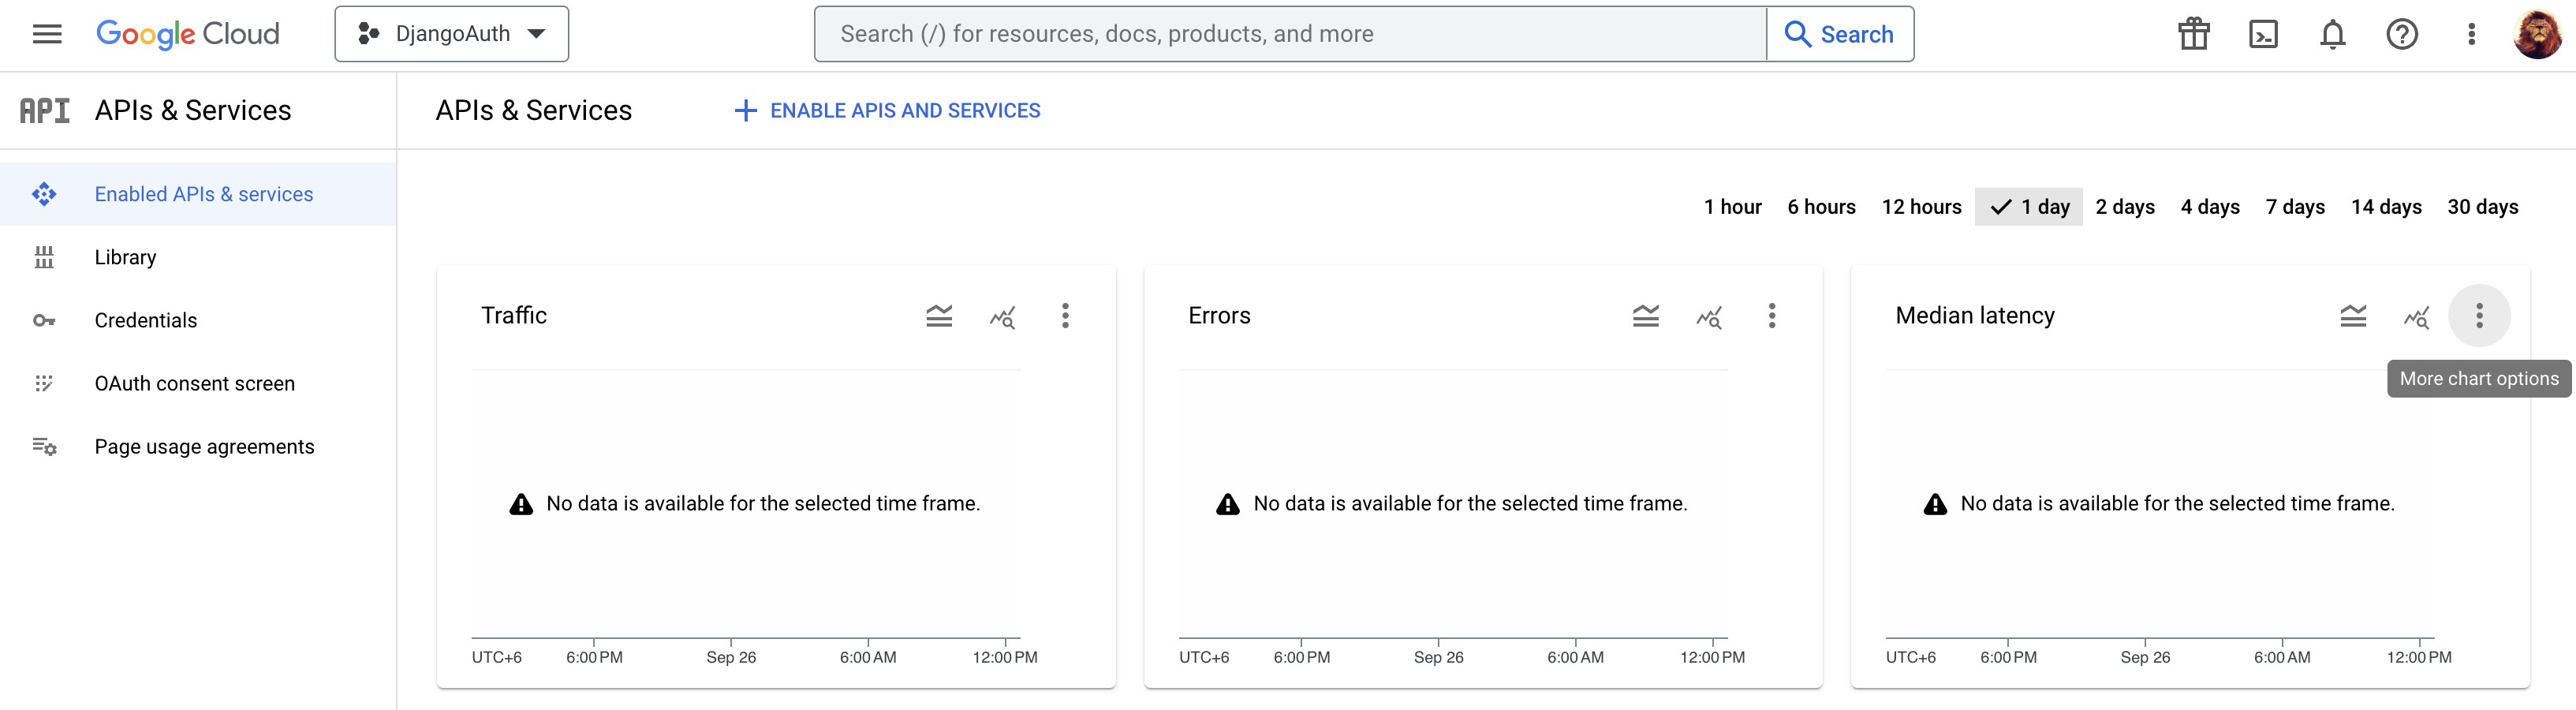 Google Cloud
DjangoAuth
Search (/) for resources, docs, products, and more
Search
API APIs & Services
APIs & Services
ENABLE APIS AND SERVICES
Enabled APIs & services
Library
Credentials
OAuth consent screen
Page usage agreements
1 hour 6 hours 12 hours 1 day 2 days 4 days 7 days 14 days 30 days
Traffic
No data is available for the selected time frame.
UTC+6 6:00 PM Sep 26 6:00 AM 12:00 PM
Errors
No data is available for the selected time frame.
UTC+6 6:00 PM Sep 26 6:00 AM 12:00 PM
Median latency
More chart options
No data is available for the selected time frame.
UTC+6 6:00 PM Sep 26 6:00 AM 12:00 PM